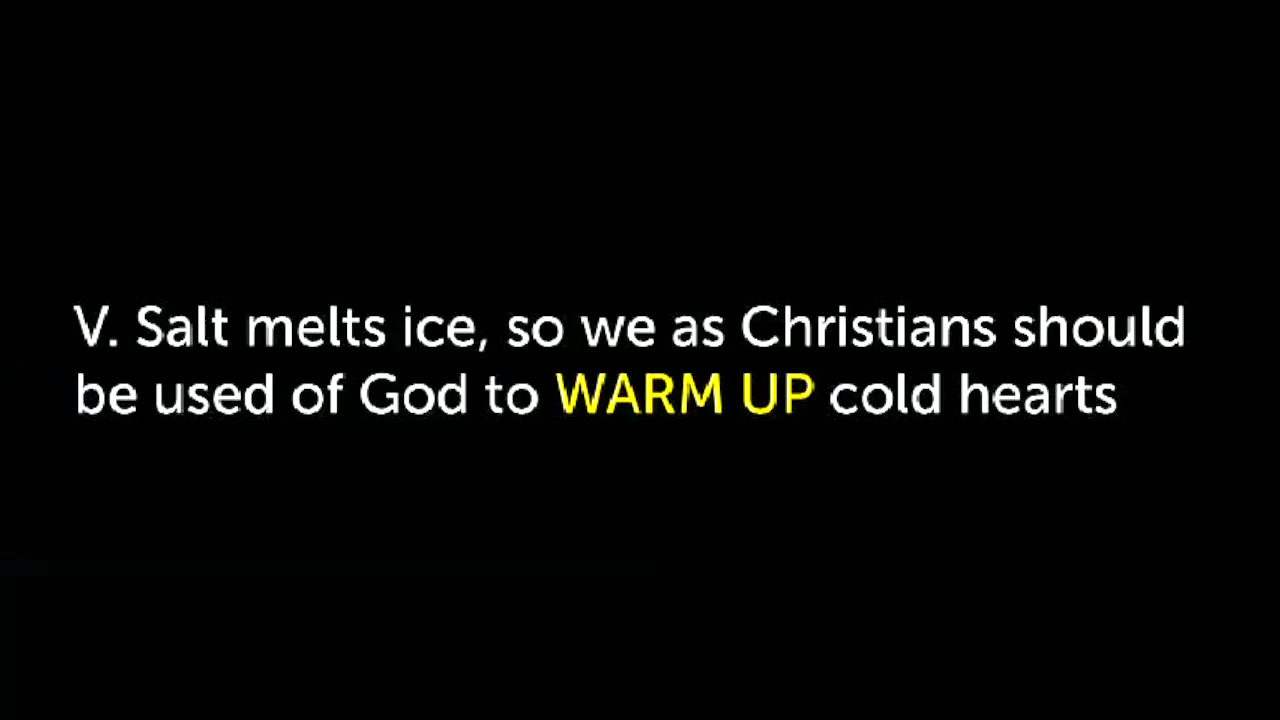 V. Salt melts ice, so we as Christians should
be used of God to WARM UP cold hearts